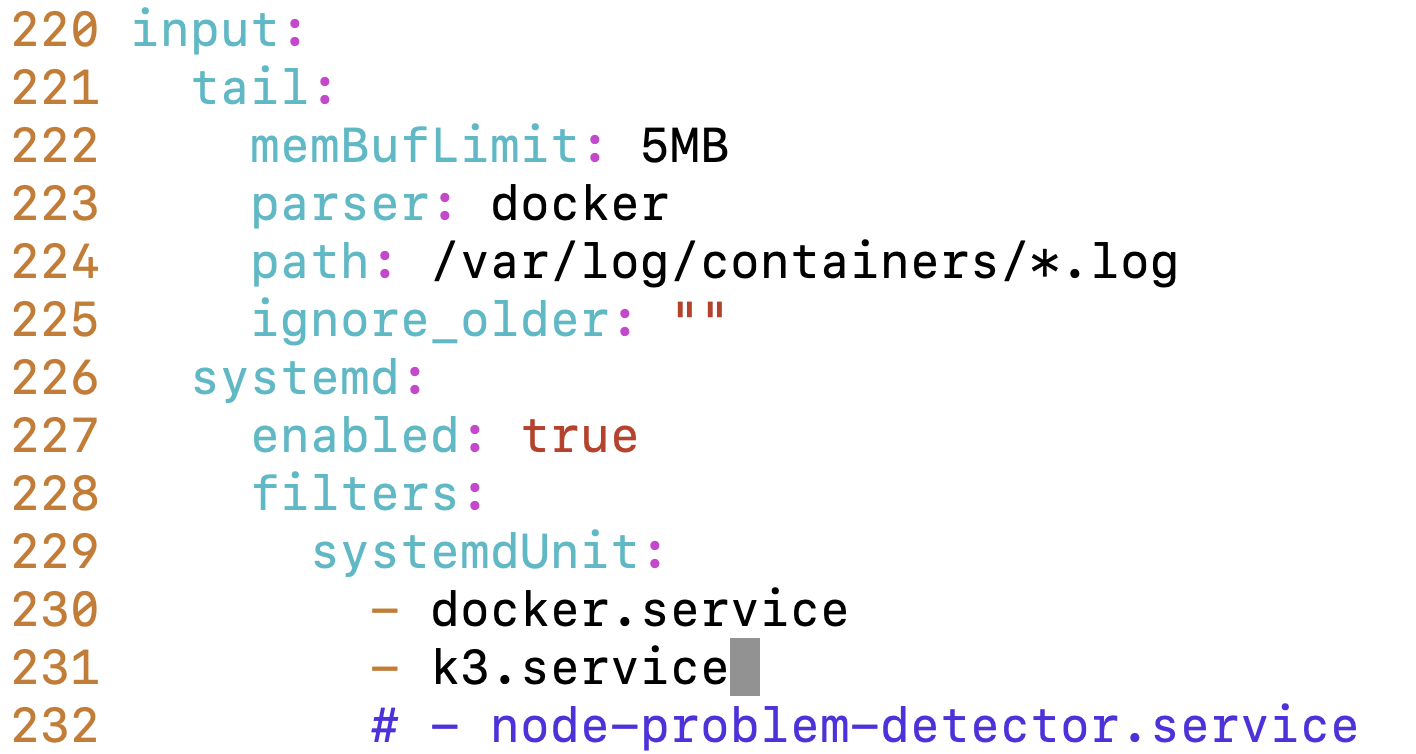 220 input:
221   tail:
222     memBufLimit: 5MB
223     parser: docker
224     path: /var/log/containers/*.log
225     ignore_older: ""
226   systemd:
227     enabled: true
228     filters:
229       systemdUnit:
230         - docker.service
231         - k3.service
232         # - node-problem-detector.service